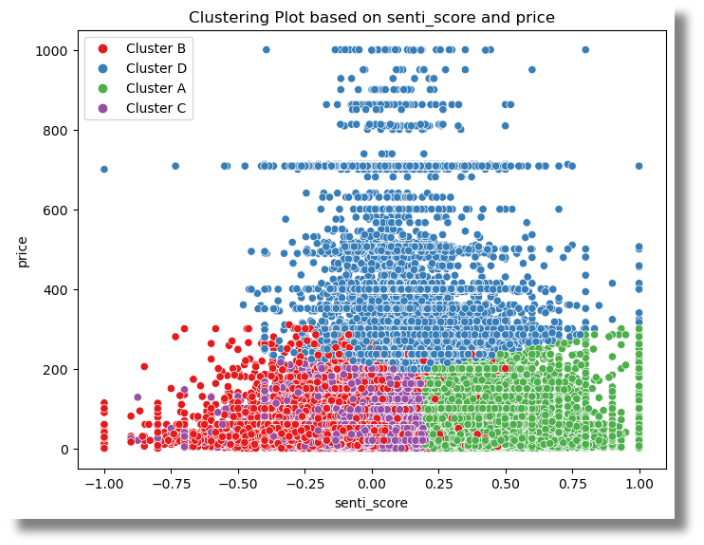 Clustering Plot based on senti_score and price
Cluster B
Cluster D
Cluster A
Cluster C
price
1000
800
600
400
200
0
−1.00 −0.75 −0.50 −0.25 0.00 0.25 0.50 0.75 1.00
senti_score